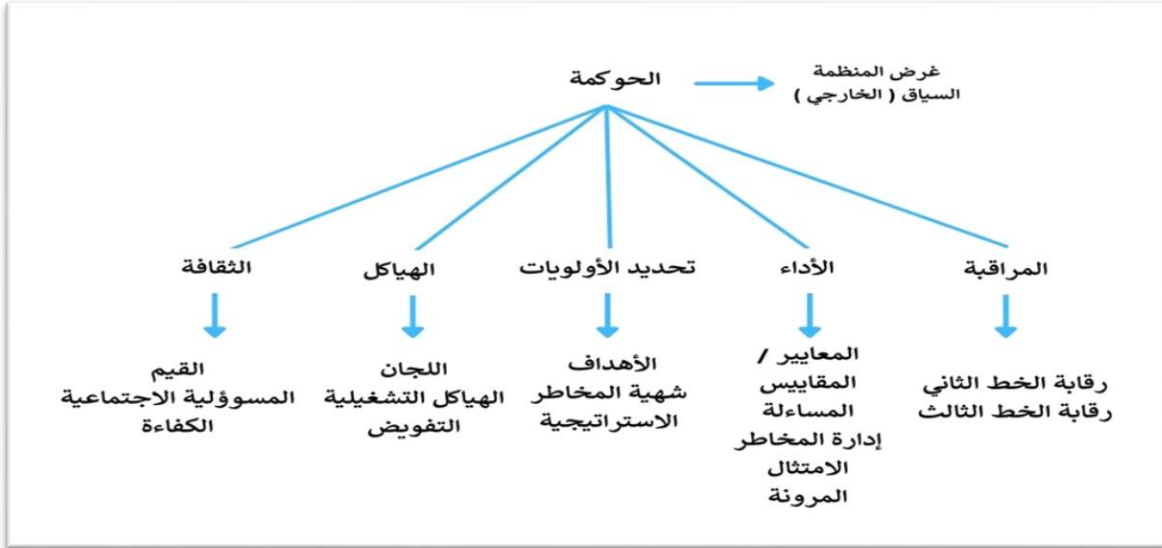 الحوكمة
غرض المنظمة
السياق ( الخارجي )
المراقبة
رقابة الخط الثاني
رقابة الخط الثالث
الأداء
المعايير /
المقاييس
المساءلة
إدارة المخاطر
الامتثال
المرونة
تحديد الأولويات
الأهداف
شهية المخاطر
الاستراتيجية
الهياكل
اللجان
الهياكل التشغيلية
التفويض
الثقافة
القيم
المسوؤلية الاجتماعية
الكفاءة